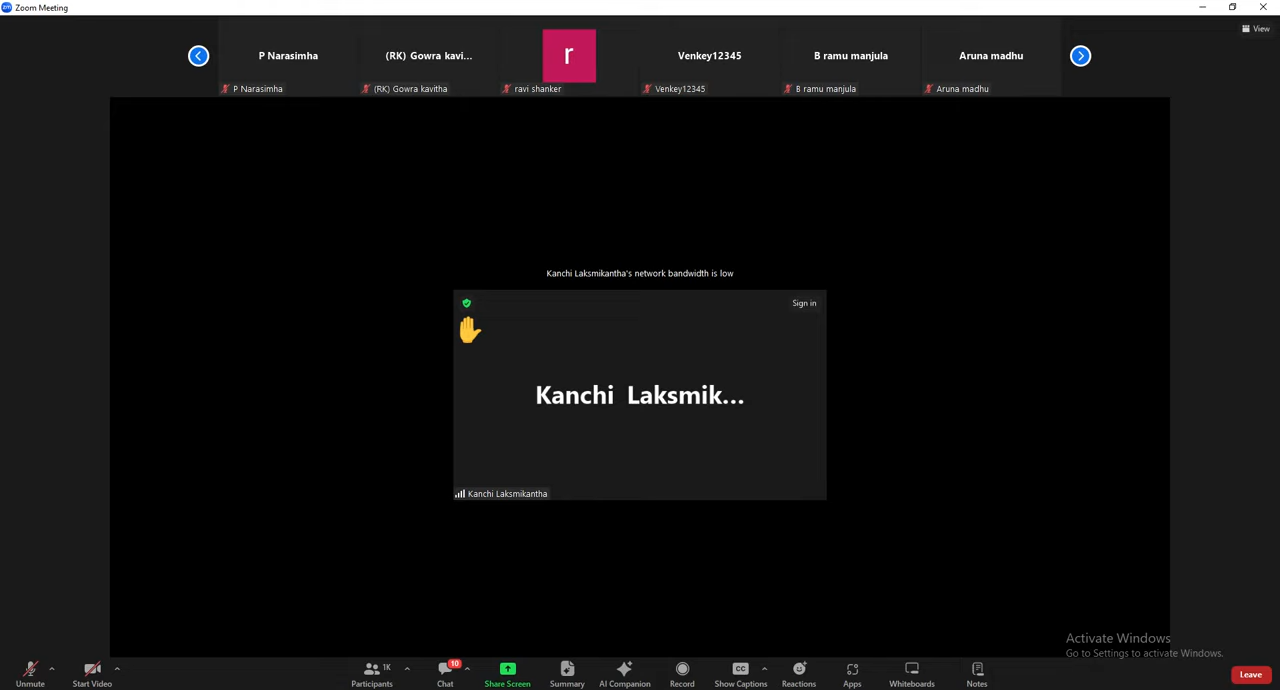 zm Zoom Meeting
View
P Narasimha
(RK) Gowra kavi...
r
Venkey12345
B ramu manjula
Aruna madhu
P Narasimha
(RK) Gowra kavitha
ravi shanker
Venkey12345
B ramu manjula
Aruna madhu
Kanchi Laksmikantha's network bandwidth is low
Sign in
Kanchi Laksmik...
Kanchi Laksmikantha
Activate Windows
Go to Settings to activate Windows.
1K
10
CC
Unmute
Start Video
Participants
Chat
Share Screen
Summary
AI Companion
Record
Show Captions
Reactions
Apps
Whiteboards
Notes
Leave